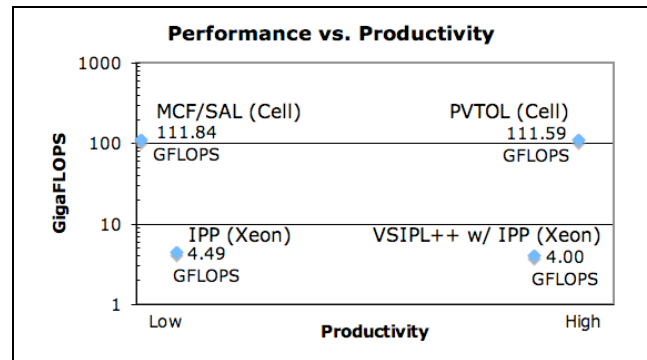 Performance vs. Productivity
1000
MCF/SAL (Cell)
PVTOL (Cell)
111.84
111.59
100
GFLOPS
GFLOPS
GigaFLOPS
10
IPP (Xeon)
VSIPL++ w/ IPP (Xeon)
4.49
4.00
GFLOPS
GFLOPS
1
Low
High
Productivity